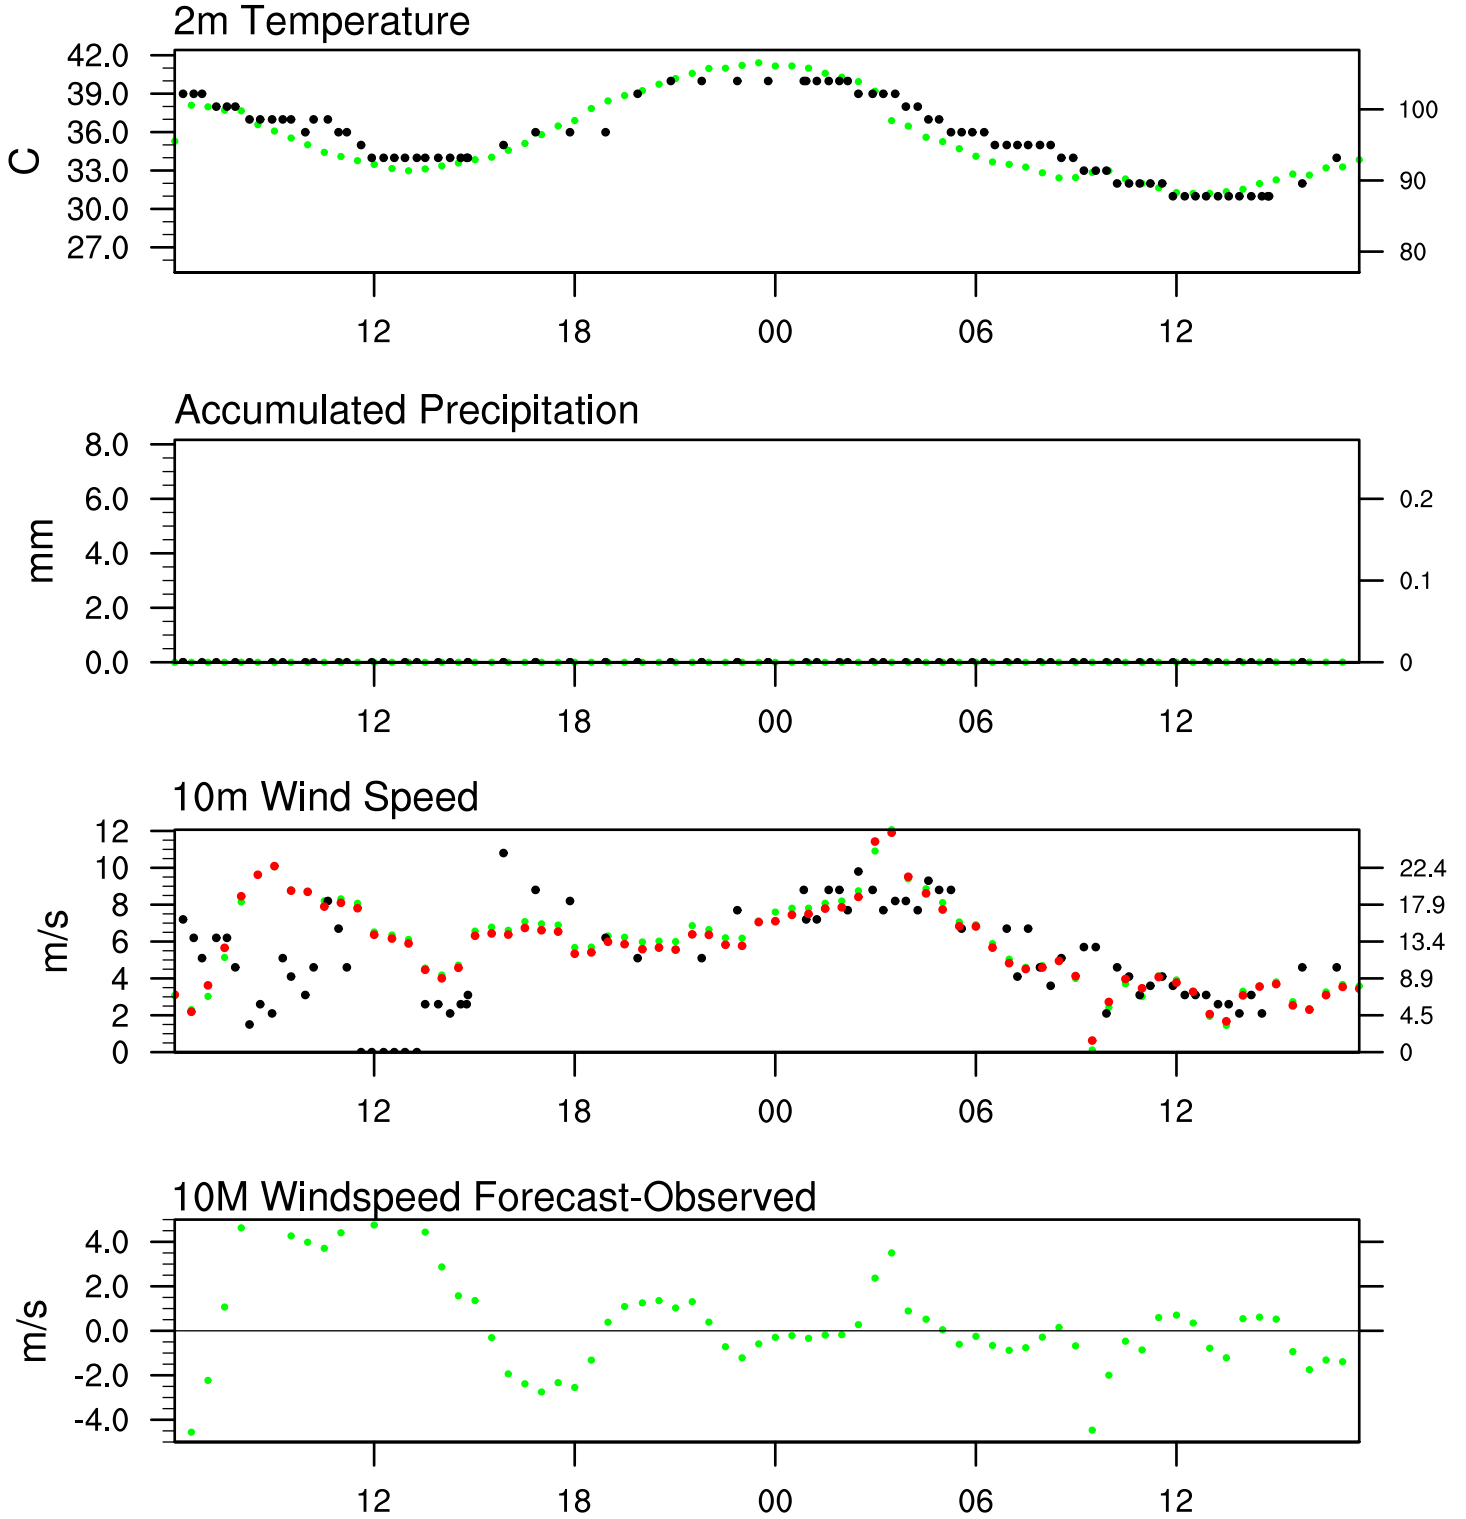 2m Temperature
42.0
39.0
36.0
33.0
30.0
27.0
C
100
90
80
12 18 00 06 12
Accumulated Precipitation
8.0
6.0
4.0
2.0
0.0
mm
0.2
0.1
0
12 18 00 06 12
10m Wind Speed
12
10
8
6
4
2
0
m/s
22.4
17.9
13.4
8.9
4.5
0
12 18 00 06 12
10M Windspeed Forecast-Observed
4.0
2.0
0.0
-2.0
-4.0
m/s
12 18 00 06 12